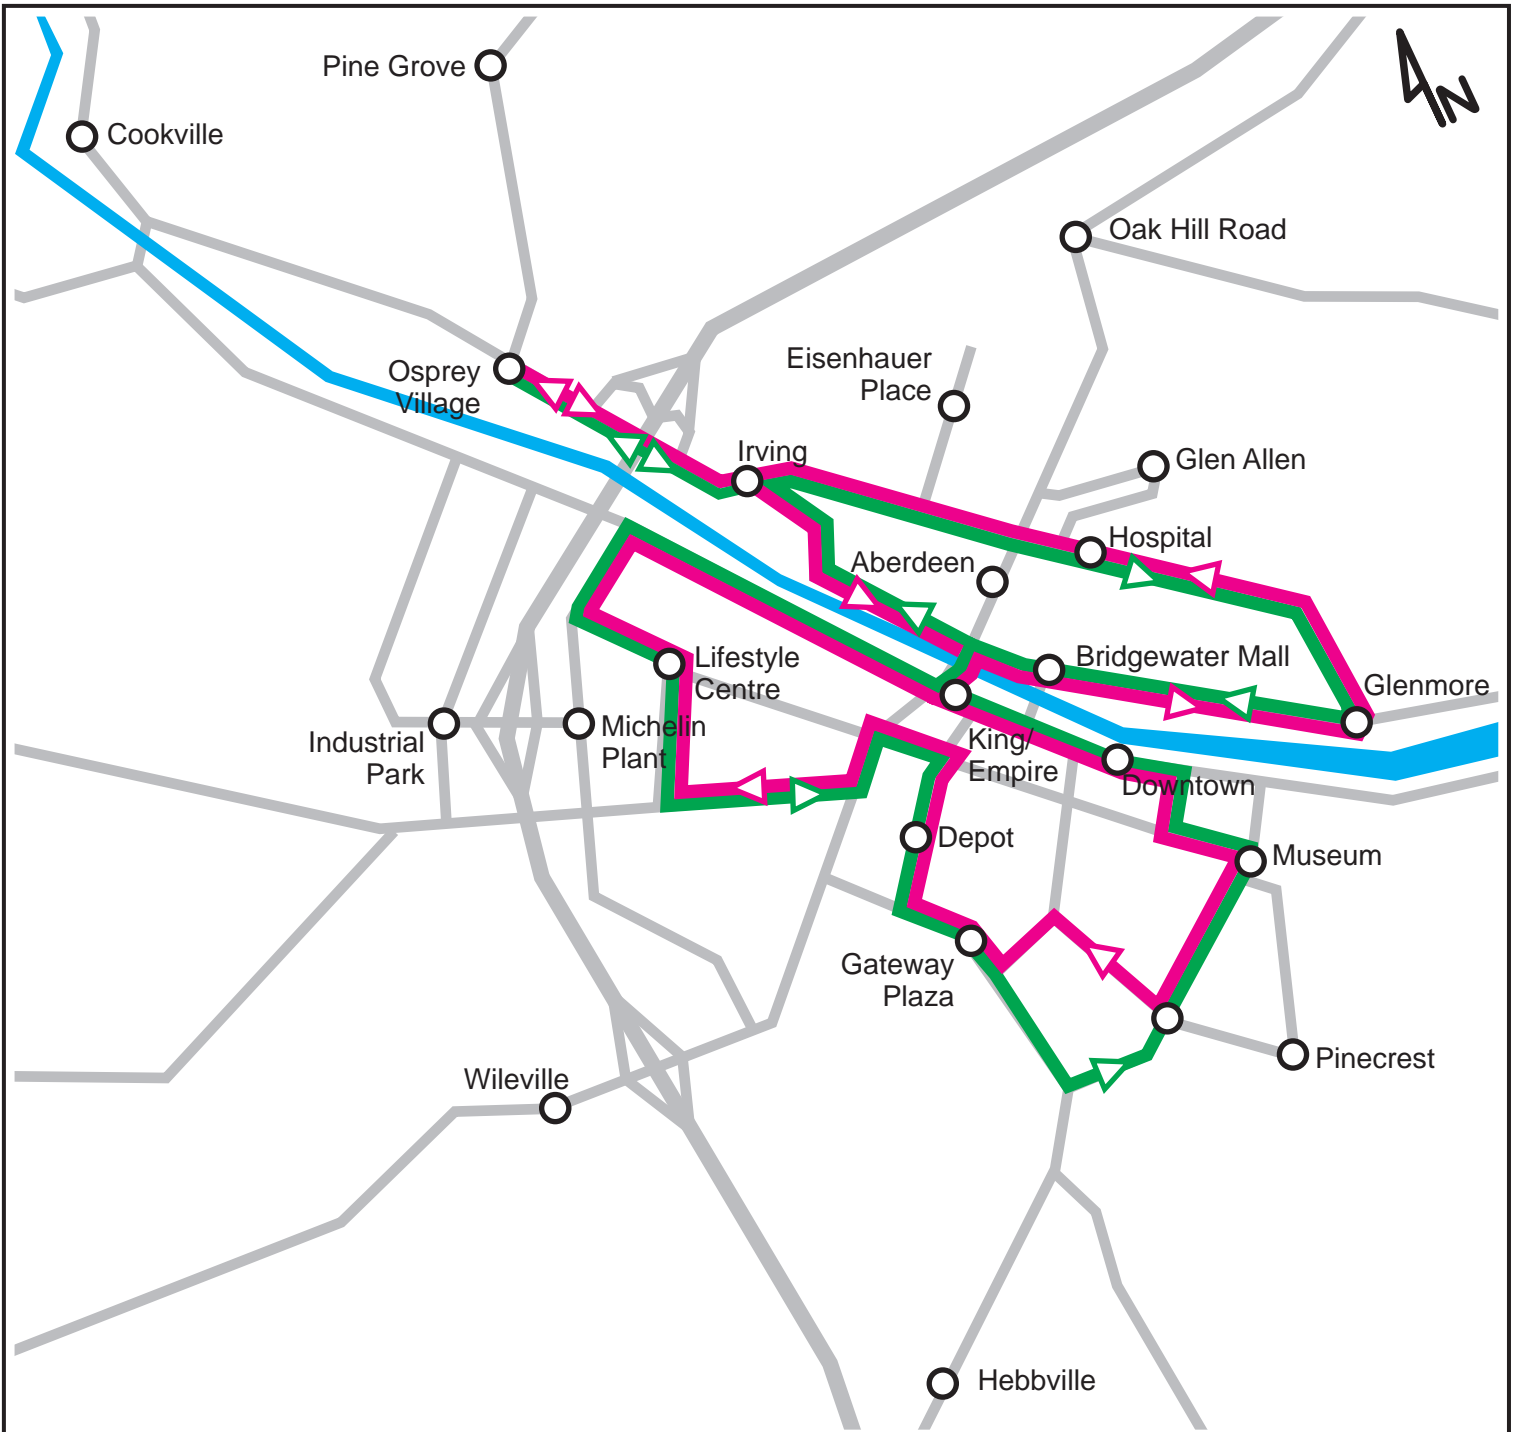 Pine Grove
N
Cookville
Oak Hill Road
Eisenhauer
Place
Osprey
Village
Irving
Glen Allen
Hospital
Aberdeen
Lifestyle
Centre
Bridgewater Mall
Glenmore
Industrial
Park
Michelin
Plant
King/
Empire
Downtown
Depot
Museum
Gateway
Plaza
Pinecrest
Wileville
Hebbville